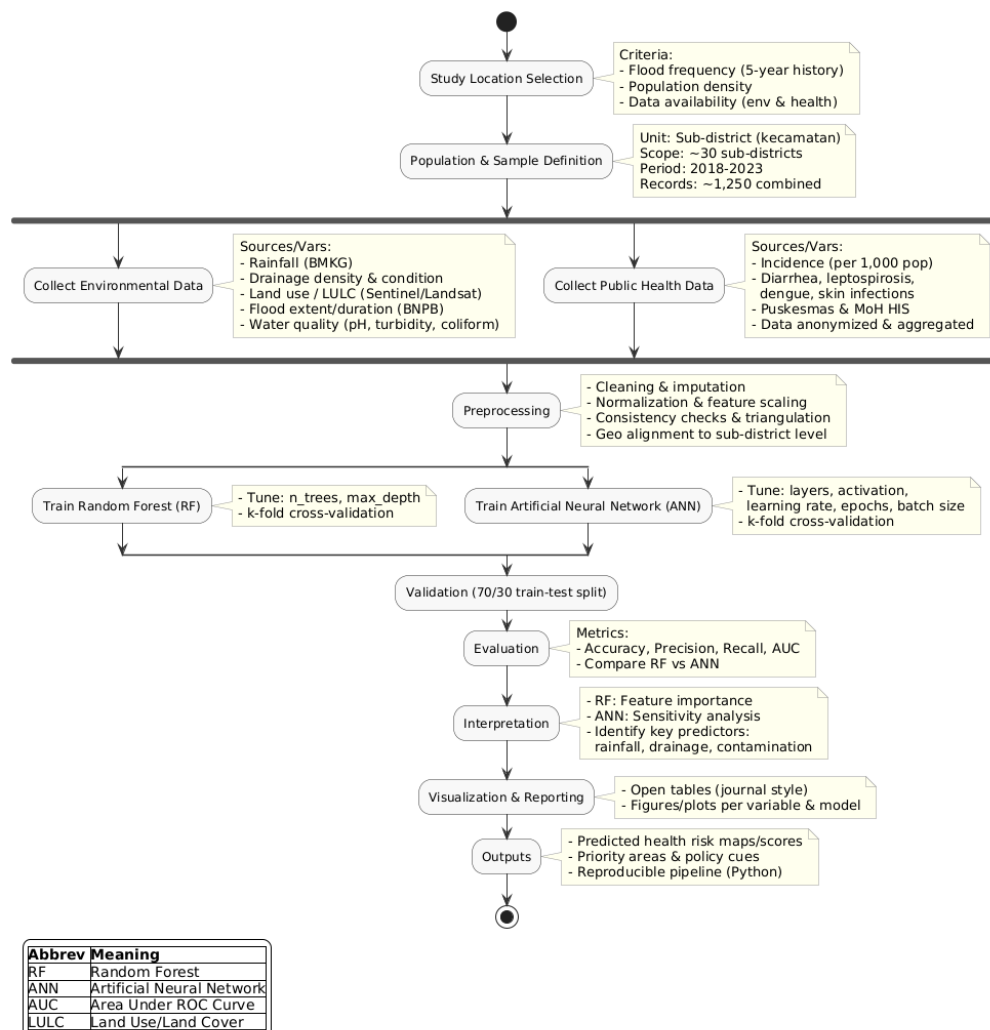 Study Location Selection
Criteria:
- Flood frequency (5-year history)
- Population density
- Data availability (env & health)
Population & Sample Definition
Unit: Sub-district (kecamatan)
Scope: ~30 sub-districts
Period: 2018-2023
Records: ~1,250 combined
Collect Environmental Data
Sources/Vars:
- Rainfall (BMKG)
- Drainage density & condition
- Land use / LULC (Sentinel/Landsat)
- Flood extent/duration (BNPB)
- Water quality (pH, turbidity, coliform)
Collect Public Health Data
Sources/Vars:
- Incidence (per 1,000 pop)
- Diarrhea, leptospirosis,
dengue, skin infections
- Puskesmas & MoH HIS
- Data anonymized & aggregated
Preprocessing
- Cleaning & imputation
- Normalization & feature scaling
- Consistency checks & triangulation
- Geo alignment to sub-district level
Train Random Forest (RF)
- Tune: n_trees, max_depth
- k-fold cross-validation
Train Artificial Neural Network (ANN)
- Tune: layers, activation,
learning rate, epochs, batch size
- k-fold cross-validation
Validation (70/30 train-test split)
Evaluation
Metrics:
- Accuracy, Precision, Recall, AUC
- Compare RF vs ANN
Interpretation
- RF: Feature importance
- ANN: Sensitivity analysis
- Identify key predictors:
rainfall, drainage, contamination
Visualization & Reporting
- Open tables (journal style)
- Figures/plots per variable & model
Outputs
- Predicted health risk maps/scores
- Priority areas & policy cues
- Reproducible pipeline (Python)
Abbrev Meaning
RF Random Forest
ANN Artificial Neural Network
AUC Area Under ROC Curve
LULC Land Use/Land Cover